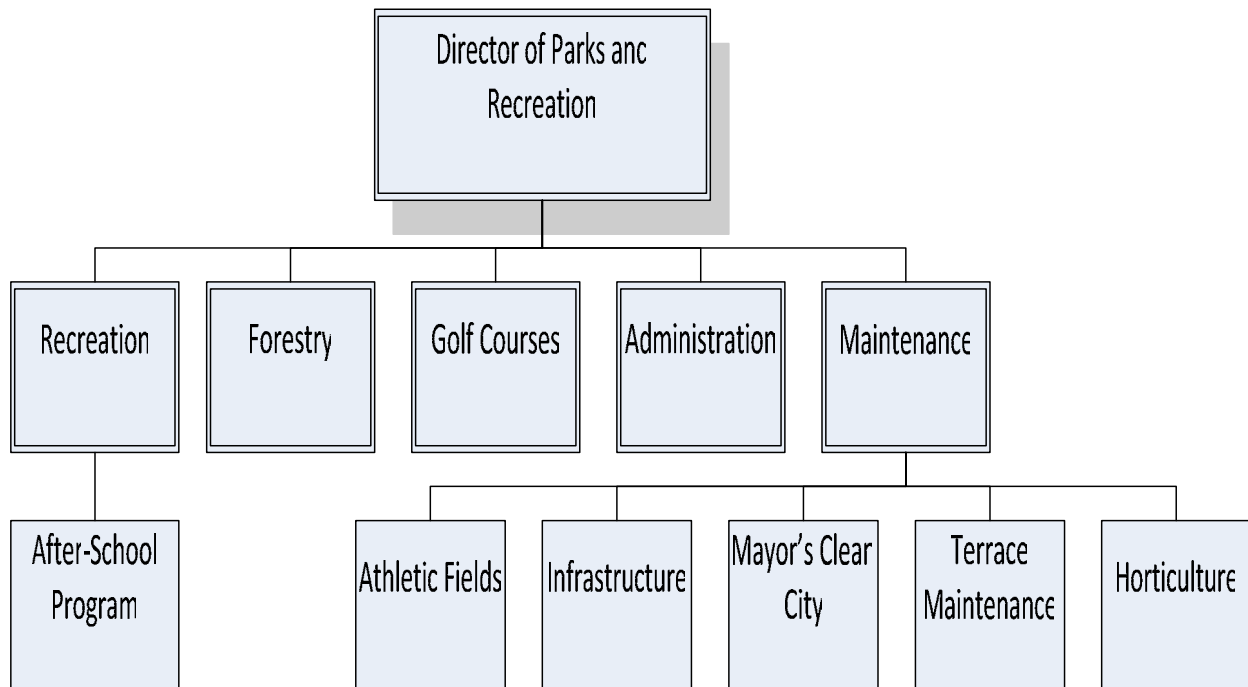 Director of Parks and
Recreation
Recreation
Forestry
Golf Courses
Administration
Maintenance
After-School
Program
Athletic Fields
Infrastructure
Mayor's Clear
City
Terrace
Maintenance
Horticulture